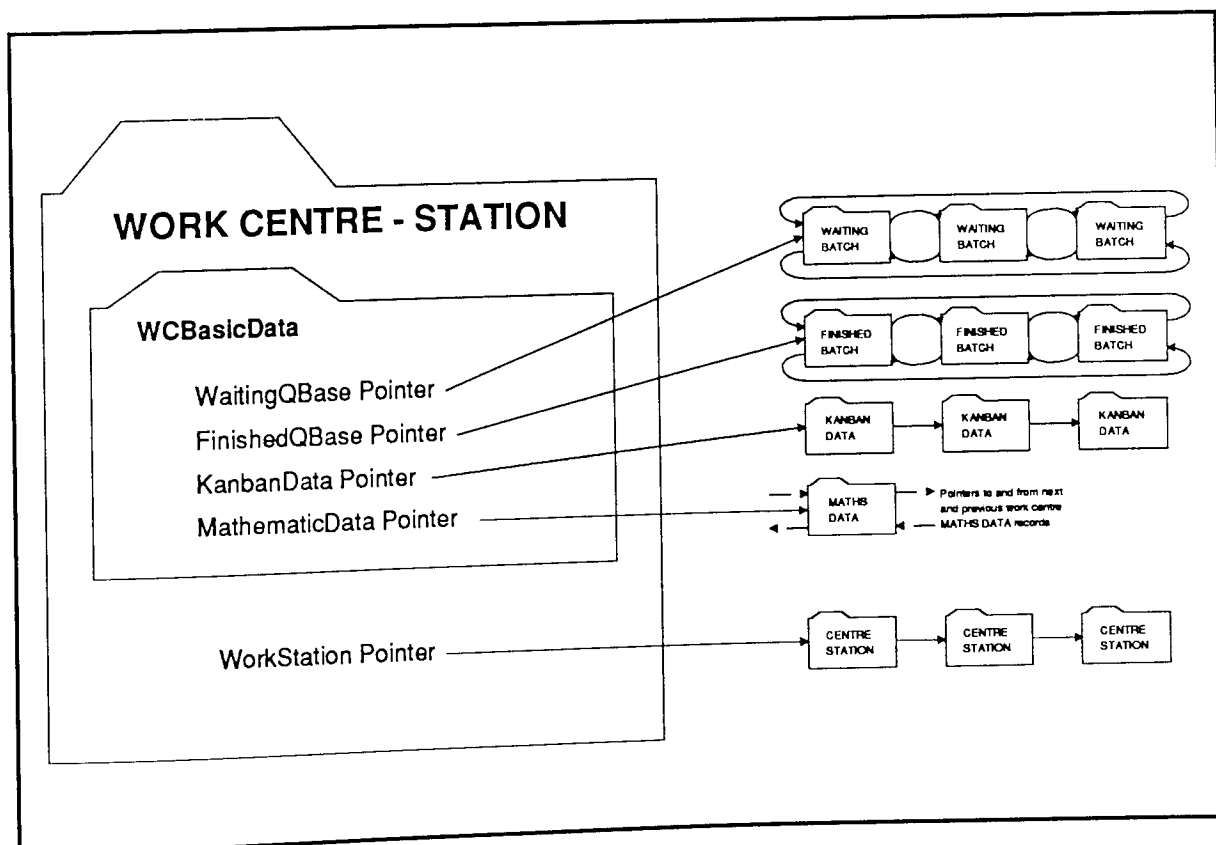 WORK CENTRE - STATION
WCBasicData
WaitingQBase Pointer
FinishedQBase Pointer
KanbanData Pointer
MathematicData Pointer
WorkStation Pointer
WAITING
BATCH
WAITING
BATCH
WAITING
BATCH
FINISHED
BATCH
FINISHED
BATCH
FINISHED
BATCH
KANBAN
DATA
KANBAN
DATA
KANBAN
DATA
MATHS
DATA
Pointers to and from next
and previous work centre
MATHS DATA records
CENTRE
STATION
CENTRE
STATION
CENTRE
STATION